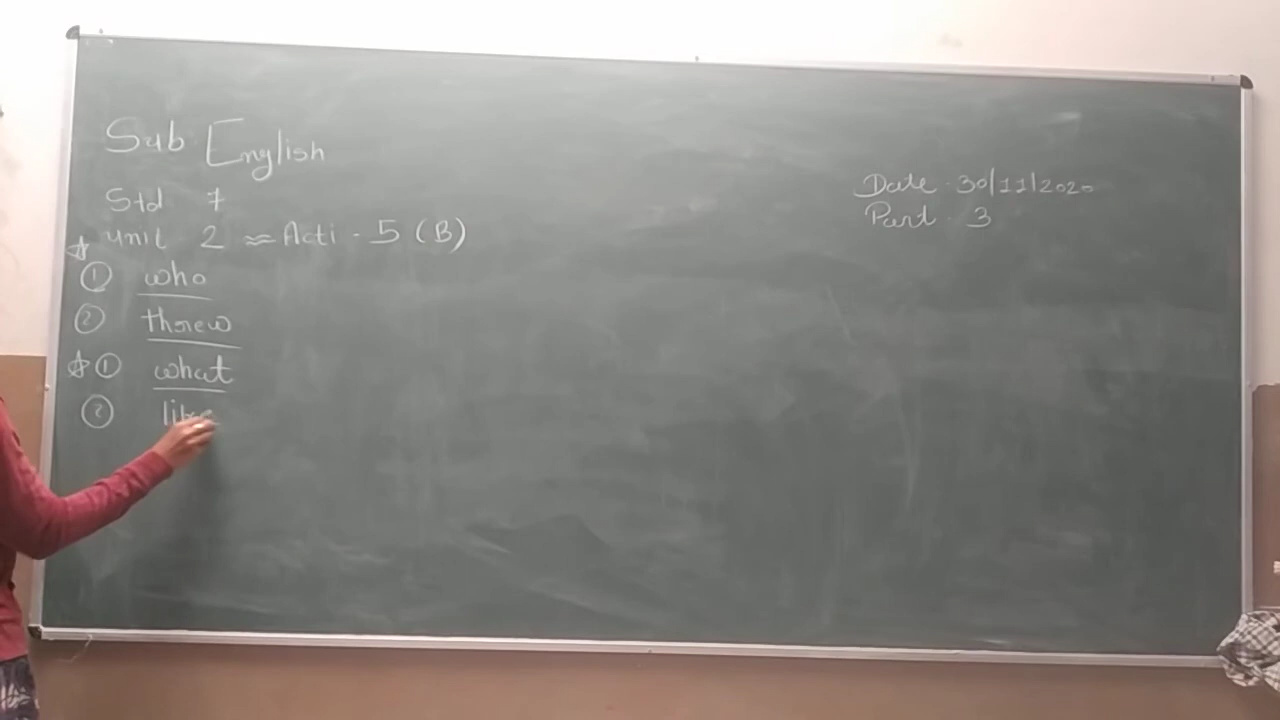 Sub English
Std 7
Date . 30/11/2020
Part . 3
☆ unit 2 ≈ Acti - 5 (B)
① who
② threw
☆ ① what
②